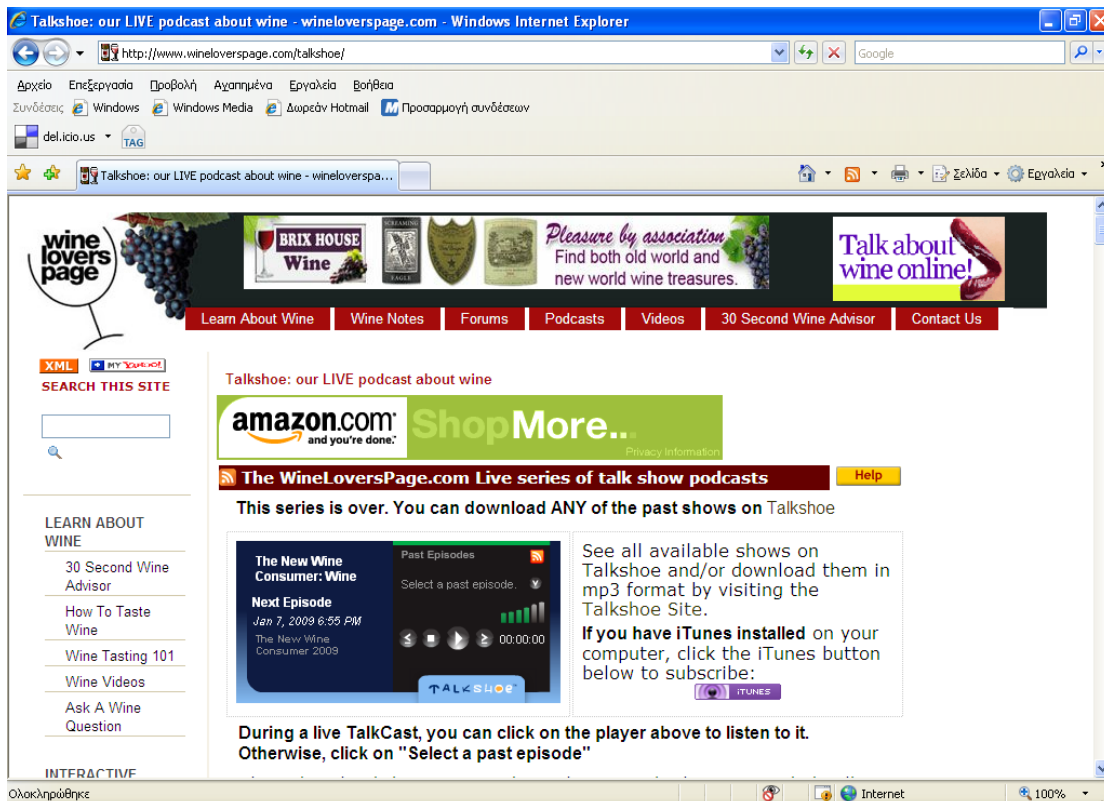 Talkshoe: our LIVE podcast about wine - wineloverspage.com - Windows Internet Explorer
http://www.wineloverspage.com/talkshoe/
Google
Αρχείο Επεξεργασία Προβολή Αγαπημένα Εργαλεία Βοήθεια
Συνδέσεις Windows Windows Media Δωρεάν Hotmail Προσαρμογή συνδέσεων
del.icio.us TAG
Talkshoe: our LIVE podcast about wine - wineloverspa...
Σελίδα Εργαλεία
wine
lovers
page
BRIX HOUSE
Wine
SCREAMING
EAGLE
Pleasure by association
Find both old world and
new world wine treasures.
Talk about
wine online!
Learn About Wine Wine Notes Forums Podcasts Videos 30 Second Wine Advisor Contact Us
XML MY YAHOO!
SEARCH THIS SITE
LEARN ABOUT
WINE
30 Second Wine
Advisor
How To Taste
Wine
Wine Tasting 101
Wine Videos
Ask A Wine
Question
INTERACTIVE
Talkshoe: our LIVE podcast about wine
amazon.com
and you're done.
ShopMore...
Privacy Information
The WineLoversPage.com Live series of talk show podcasts
Help
This series is over. You can download ANY of the past shows on Talkshoe
The New Wine
Consumer: Wine
Next Episode
Jan 7, 2009 6:55 PM
The New Wine
Consumer 2009
Past Episodes
Select a past episode.
00:00:00
TALKSHOE
See all available shows on
Talkshoe and/or download them in
mp3 format by visiting the
Talkshoe Site.
If you have iTunes installed on your
computer, click the iTunes button
below to subscribe:
iTUNES
During a live TalkCast, you can click on the player above to listen to it.
Otherwise, click on "Select a past episode"
Ολοκληρώθηκε
Internet
100%